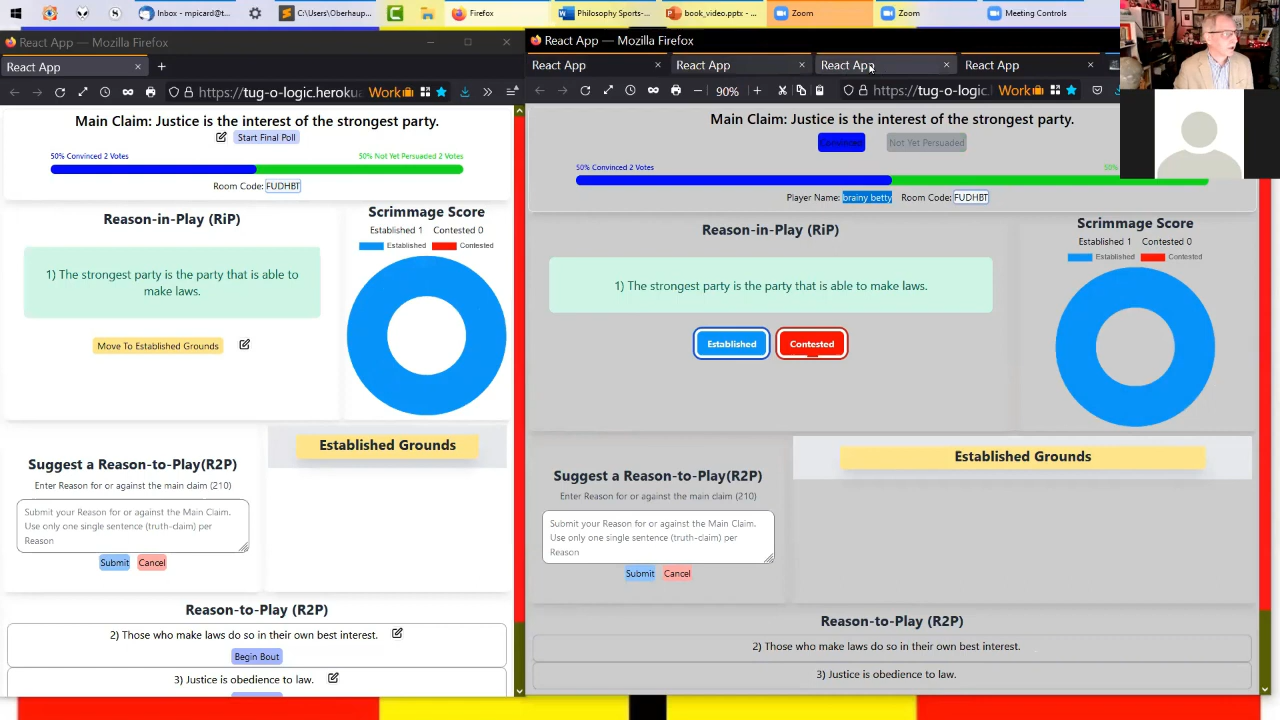 Inbox - mpicard@t...
C:\Users\Oberhaup...
Firefox
Philosophy Sports-...
book_video.pptx - ...
Zoom
Zoom
Meeting Controls
React App — Mozilla Firefox
React App
https://tug-o-logic.heroku
Work
Main Claim: Justice is the interest of the strongest party.
Start Final Poll
50% Convinced 2 Votes
50% Not Yet Persuaded 2 Votes
Room Code: FUDHBT
Reason-in-Play (RiP)
1) The strongest party is the party that is able to
make laws.
Move To Established Grounds
Scrimmage Score
Established 1 Contested 0
Established Contested
Suggest a Reason-to-Play(R2P)
Enter Reason for or against the main claim (210)
Submit your Reason for or against the Main Claim.
Use only one single sentence (truth-claim) per
Reason
Submit Cancel
Established Grounds
Reason-to-Play (R2P)
2) Those who make laws do so in their own best interest.
Begin Bout
3) Justice is obedience to law.
React App — Mozilla Firefox
React App
React App
React App
React App
90%
https://tug-o-logic.
Work
Main Claim: Justice is the interest of the strongest party.
Convinced Not Yet Persuaded
50% Convinced 2 Votes
50%
Player Name: brainy betty Room Code: FUDHBT
Reason-in-Play (RiP)
1) The strongest party is the party that is able to make laws.
Established Contested
Scrimmage Score
Established 1 Contested 0
Established Contested
Suggest a Reason-to-Play(R2P)
Enter Reason for or against the main claim (210)
Submit your Reason for or against the Main Claim.
Use only one single sentence (truth-claim) per
Reason
Submit Cancel
Established Grounds
Reason-to-Play (R2P)
2) Those who make laws do so in their own best interest.
3) Justice is obedience to law.